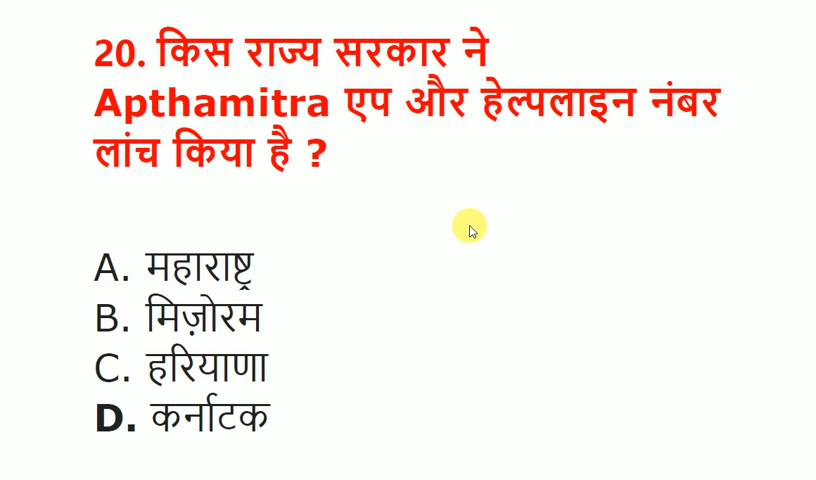 20. किस राज्य सरकार ने
Apthamitra एप और हेल्पलाइन नंबर
लांच किया है ?
A. महाराष्ट्र
B. मिज़ोरम
C. हरियाणा
D. कर्नाटक